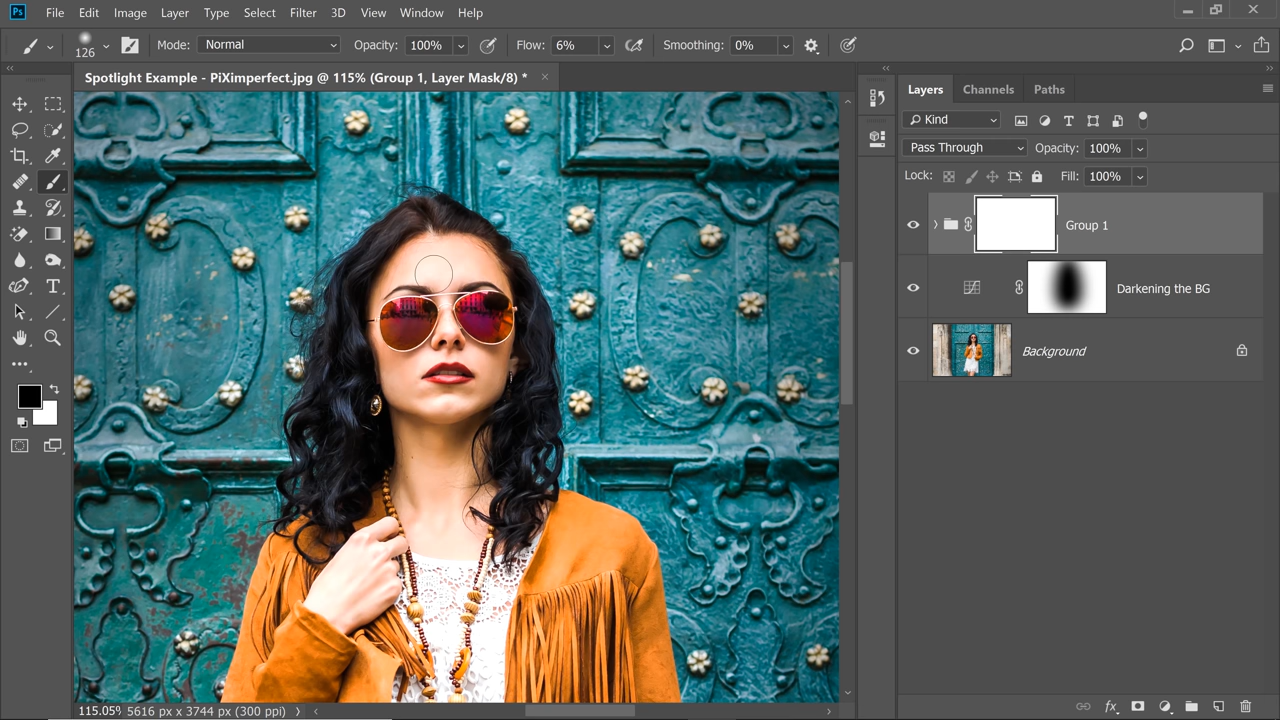 Ps File Edit Image Layer Type Select Filter 3D View Window Help
126 Mode: Normal Opacity: 100% Flow: 6% Smoothing: 0%
Spotlight Example - PiXimperfect.jpg @ 115% (Group 1, Layer Mask/8) *
Layers Channels Paths
Kind
Pass Through Opacity: 100%
Lock: Fill: 100%
Group 1
Darkening the BG
Background
115.05% 5616 px x 3744 px (300 ppi)
fx